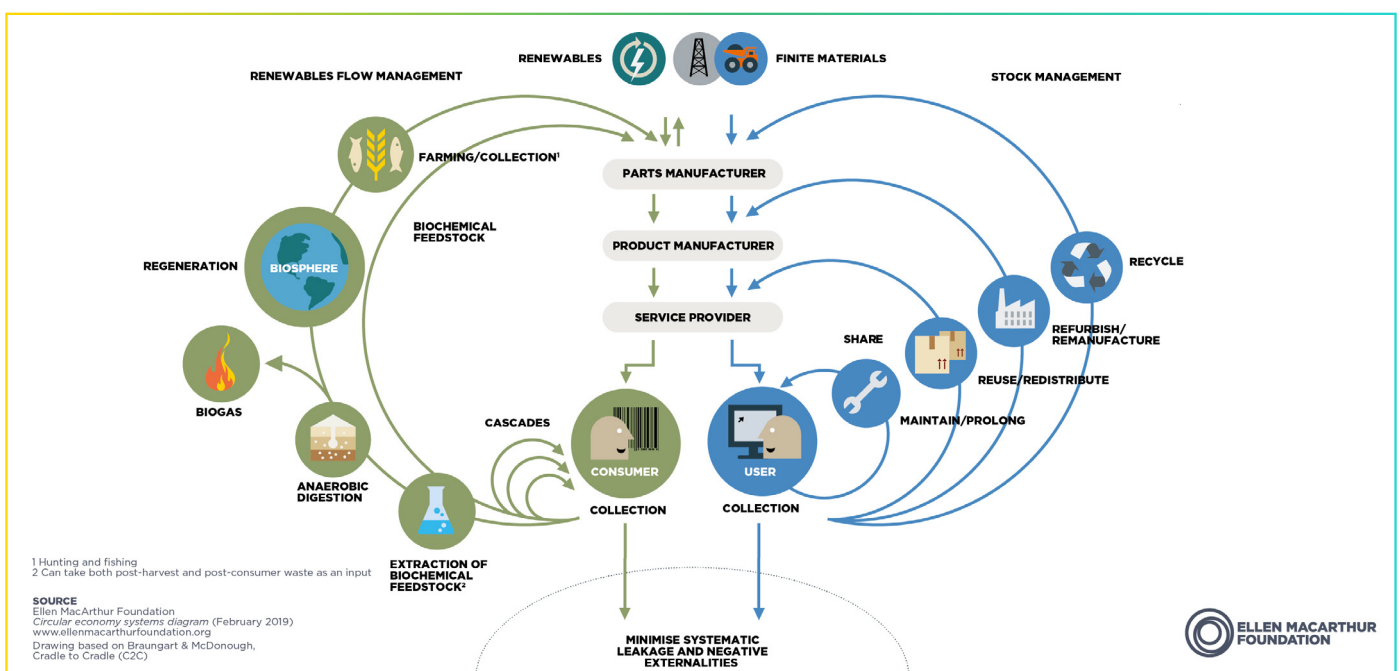 RENEWABLES
FINITE MATERIALS
RENEWABLES FLOW MANAGEMENT
STOCK MANAGEMENT
FARMING/COLLECTION¹
PARTS MANUFACTURER
BIOCHEMICAL
FEEDSTOCK
PRODUCT MANUFACTURER
REGENERATION
BIOSPHERE
RECYCLE
SERVICE PROVIDER
SHARE
REFURBISH/
REMANUFACTURE
REUSE/REDISTRIBUTE
BIOGAS
CASCADES
MAINTAIN/PROLONG
CONSUMER
USER
ANAEROBIC
DIGESTION
COLLECTION
COLLECTION
EXTRACTION OF
BIOCHEMICAL
FEEDSTOCK²
1 Hunting and fishing
2 Can take both post-harvest and post-consumer waste as an input
SOURCE
Ellen MacArthur Foundation
Circular economy systems diagram (February 2019)
www.ellenmacarthurfoundation.org
Drawing based on Braungart & McDonough,
Cradle to Cradle (C2C)
MINIMISE SYSTEMATIC
LEAKAGE AND NEGATIVE
EXTERNALITIES
ELLEN MACARTHUR
FOUNDATION